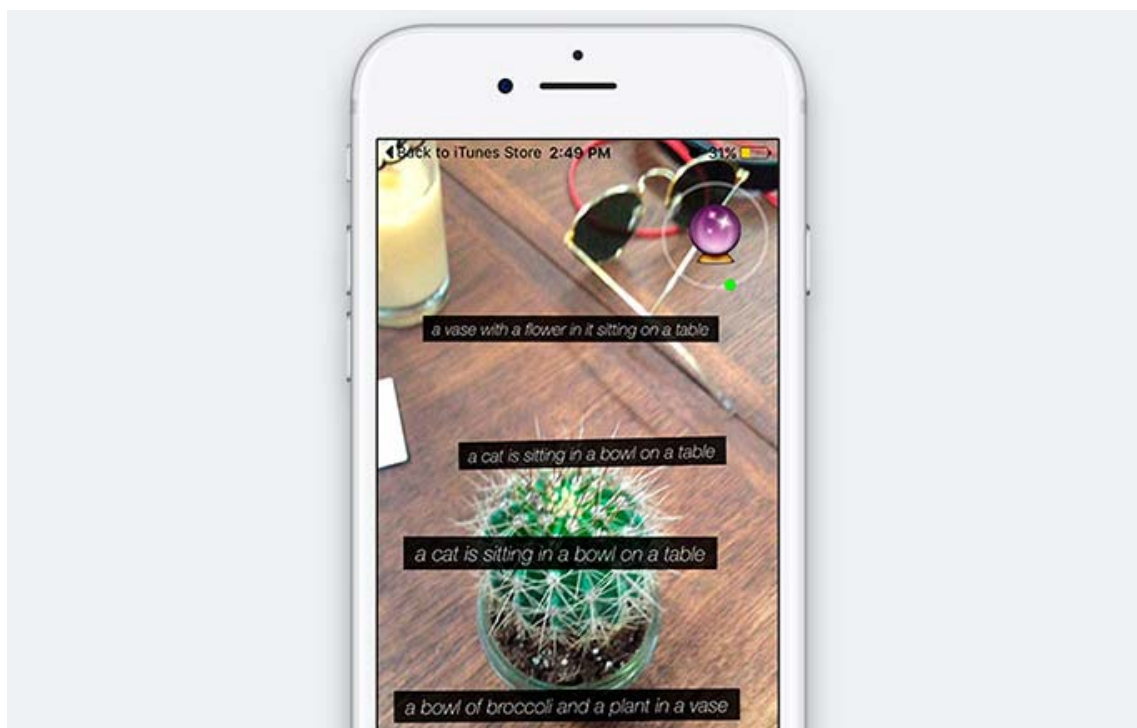 Back to iTunes Store 2:49 PM 31%
a vase with a flower in it sitting on a table
a cat is sitting in a bowl on a table
a cat is sitting in a bowl on a table
a bowl of broccoli and a plant in a vase